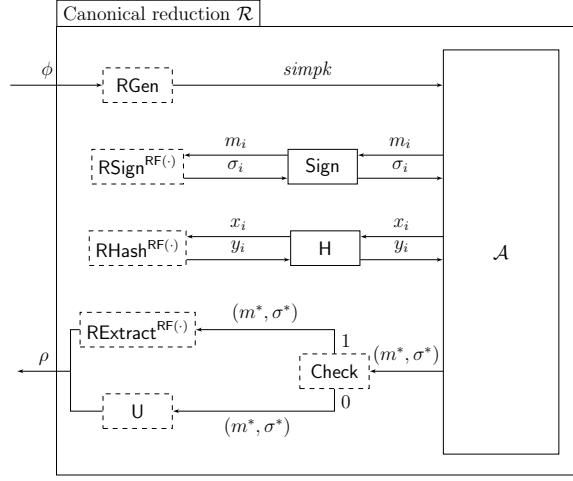 Canonical reduction R
ϕ
RGen
simpk
RSign^RF(·)
m_i
σ_i
Sign
m_i
σ_i
RHash^RF(·)
x_i
y_i
H
x_i
y_i
A
RExtract^RF(·)
(m*, σ*)
1
Check
(m*, σ*)
ρ
0
U
(m*, σ*)